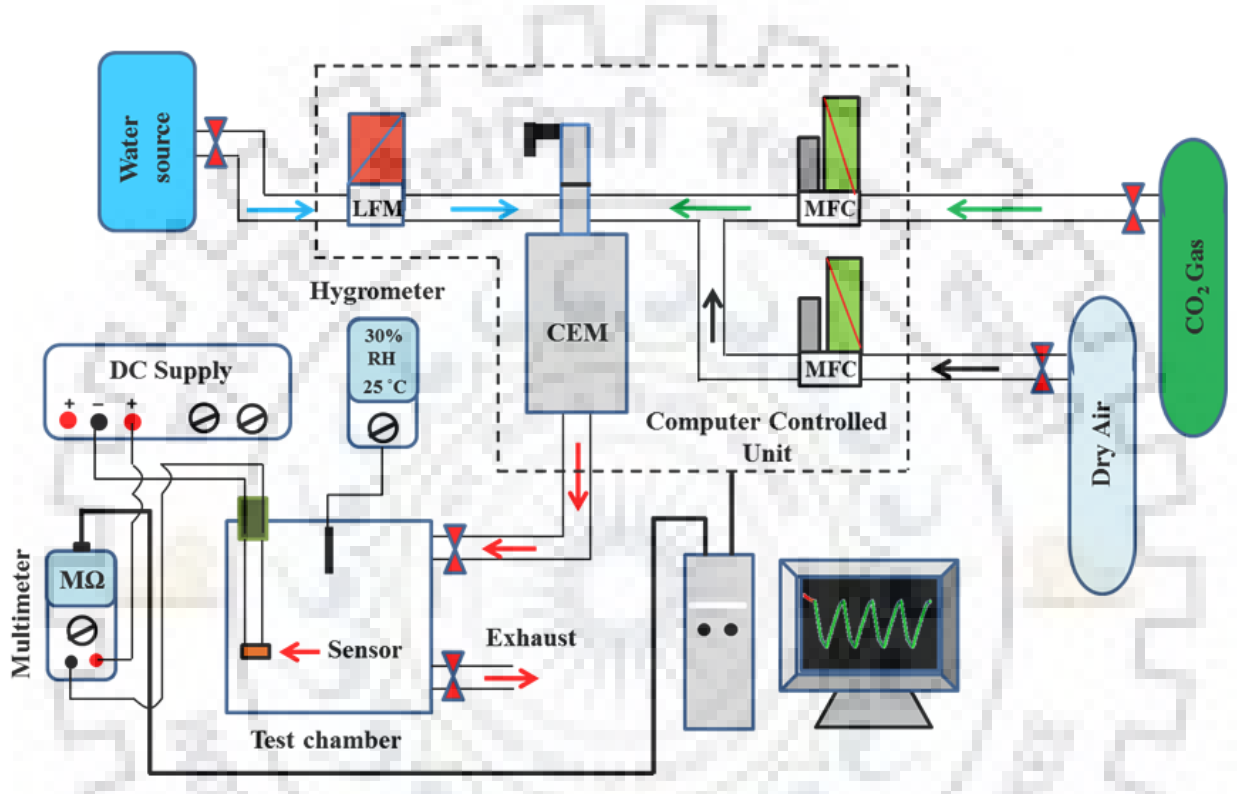 Water
source
LFM
MFC
CO₂ Gas
Hygrometer
30%
RH
25 °C
CEM
MFC
Dry Air
Computer Controlled
Unit
DC Supply
+ − +
Multimeter
MΩ
Sensor
Exhaust
Test chamber